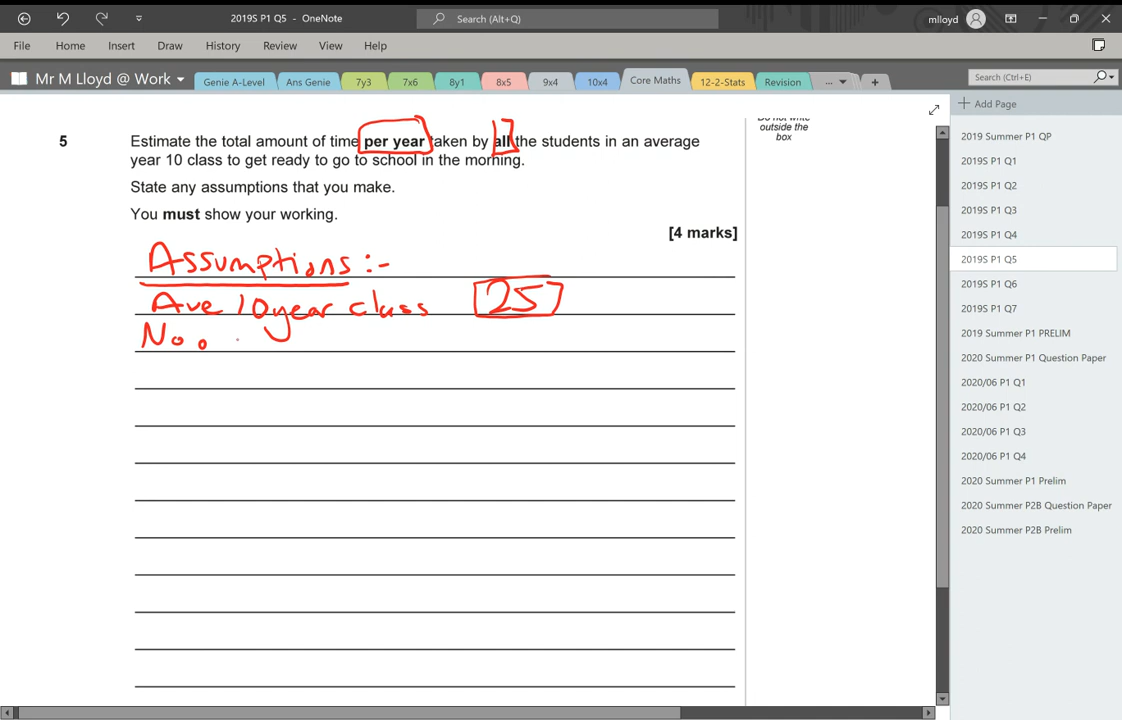 2019S P1 Q5 - OneNote
Search (Alt+Q)
mlloyd
File Home Insert Draw History Review View Help
Mr M Lloyd @ Work
Genie A-Level Ans Genie 7y3 7x6 8y1 8x5 9x4 10x4 Core Maths 12-2-Stats Revision ... +
Search (Ctrl+E)
Do not write
outside the
box
5 Estimate the total amount of time per year taken by all the students in an average
year 10 class to get ready to go to school in the morning.
State any assumptions that you make.
You must show your working.
[4 marks]
Assumptions :-
Ave 10year class 25
No.
Add Page
2019 Summer P1 QP
2019S P1 Q1
2019S P1 Q2
2019S P1 Q3
2019S P1 Q4
2019S P1 Q5
2019S P1 Q6
2019S P1 Q7
2019 Summer P1 PRELIM
2020 Summer P1 Question Paper
2020/06 P1 Q1
2020/06 P1 Q2
2020/06 P1 Q3
2020/06 P1 Q4
2020 Summer P1 Prelim
2020 Summer P2B Question Paper
2020 Summer P2B Prelim